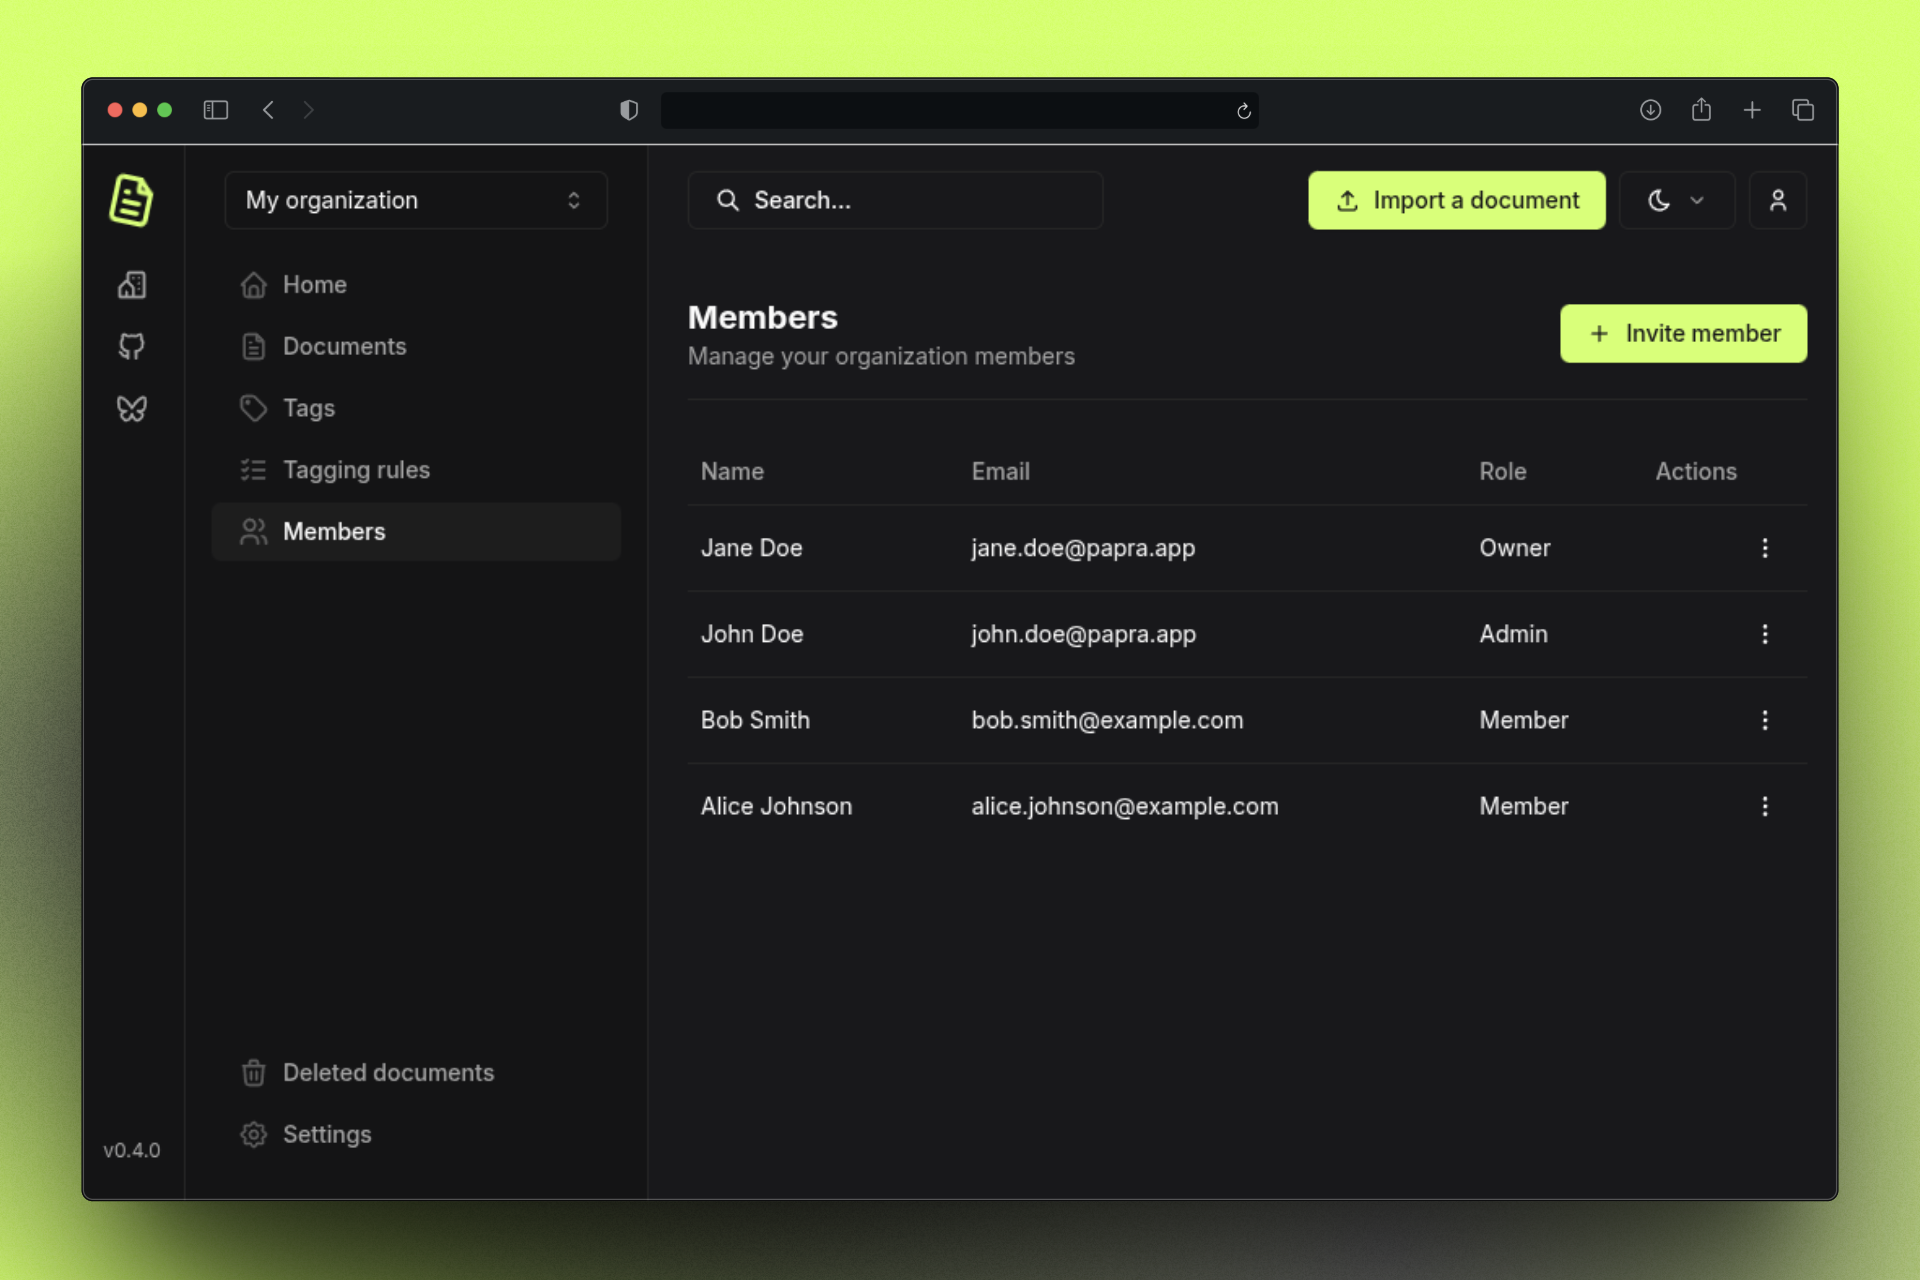 My organization
Search...
Import a document
Home
Documents
Tags
Tagging rules
Members
Deleted documents
Settings
v0.4.0
Members
Manage your organization members
Invite member
Name Email Role Actions
Jane Doe jane.doe@papra.app Owner
John Doe john.doe@papra.app Admin
Bob Smith bob.smith@example.com Member
Alice Johnson alice.johnson@example.com Member